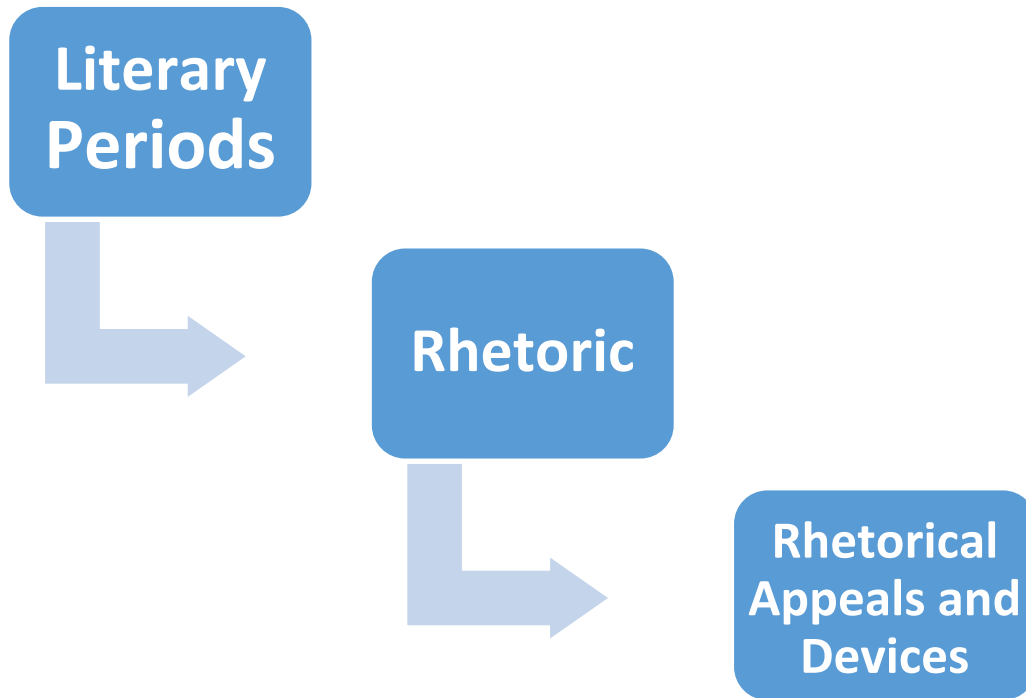 Literary
Periods
Rhetoric
Rhetorical
Appeals and
Devices